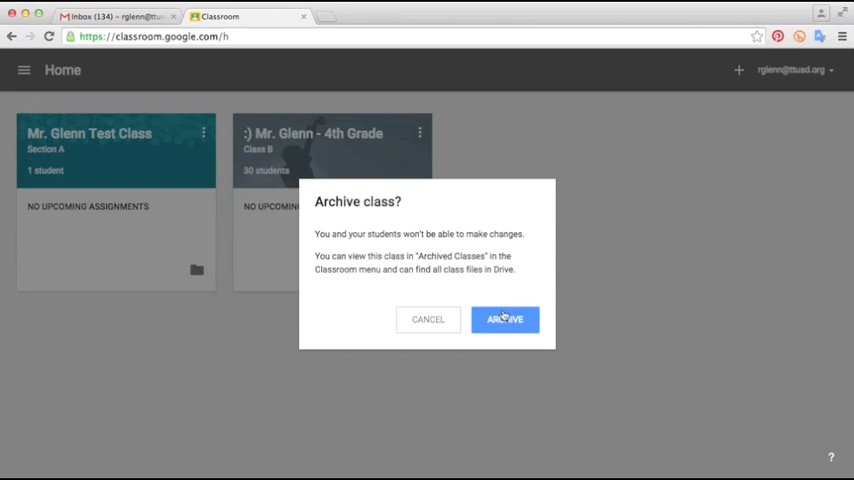 Inbox (134) – rglenn@ttus
Classroom
https://classroom.google.com/h
Home
rglenn@ttusd.org
Mr. Glenn Test Class
Section A
1 student
NO UPCOMING ASSIGNMENTS
:) Mr. Glenn - 4th Grade
Class B
30 students
NO UPCOMIN
Archive class?
You and your students won't be able to make changes.
You can view this class in "Archived Classes" in the
Classroom menu and can find all class files in Drive.
CANCEL
ARCHIVE
?